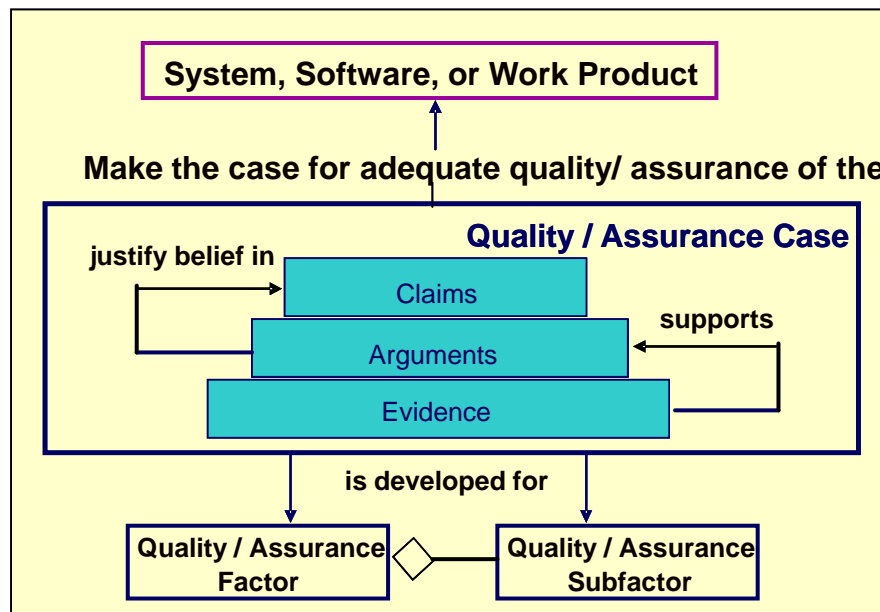 System, Software, or Work Product
Make the case for adequate quality/ assurance of the
Quality / Assurance Case
justify belief in
Claims
supports
Arguments
Evidence
is developed for
Quality / Assurance
Factor
Quality / Assurance
Subfactor